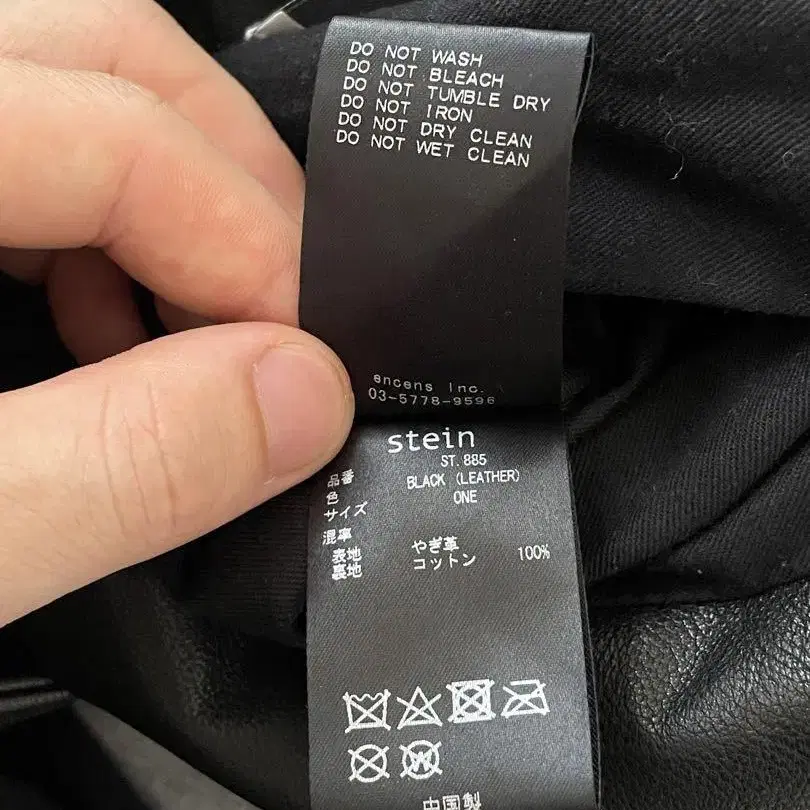 DO NOT WASH
DO NOT BLEACH
DO NOT TUMBLE DRY
DO NOT IRON
DO NOT DRY CLEAN
DO NOT WET CLEAN
encens Inc.
03-5778-9596
stein
品番 ST.885
色 BLACK (LEATHER)
サイズ ONE
混率
表地 やぎ革
裏地 コットン 100%
W
中国製